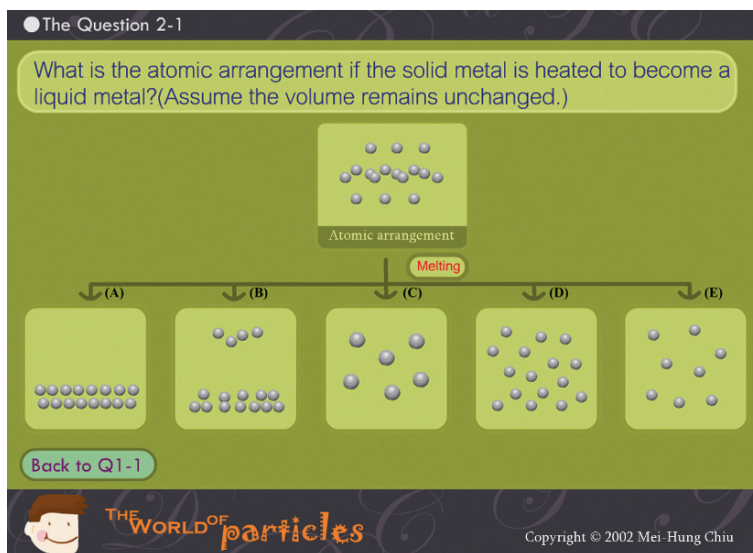 The Question 2-1
What is the atomic arrangement if the solid metal is heated to become a
liquid metal?(Assume the volume remains unchanged.)
Atomic arrangement
Melting
(A) (B) (C) (D) (E)
Back to Q1-1
THE WORLD OF particles
Copyright © 2002 Mei-Hung Chiu